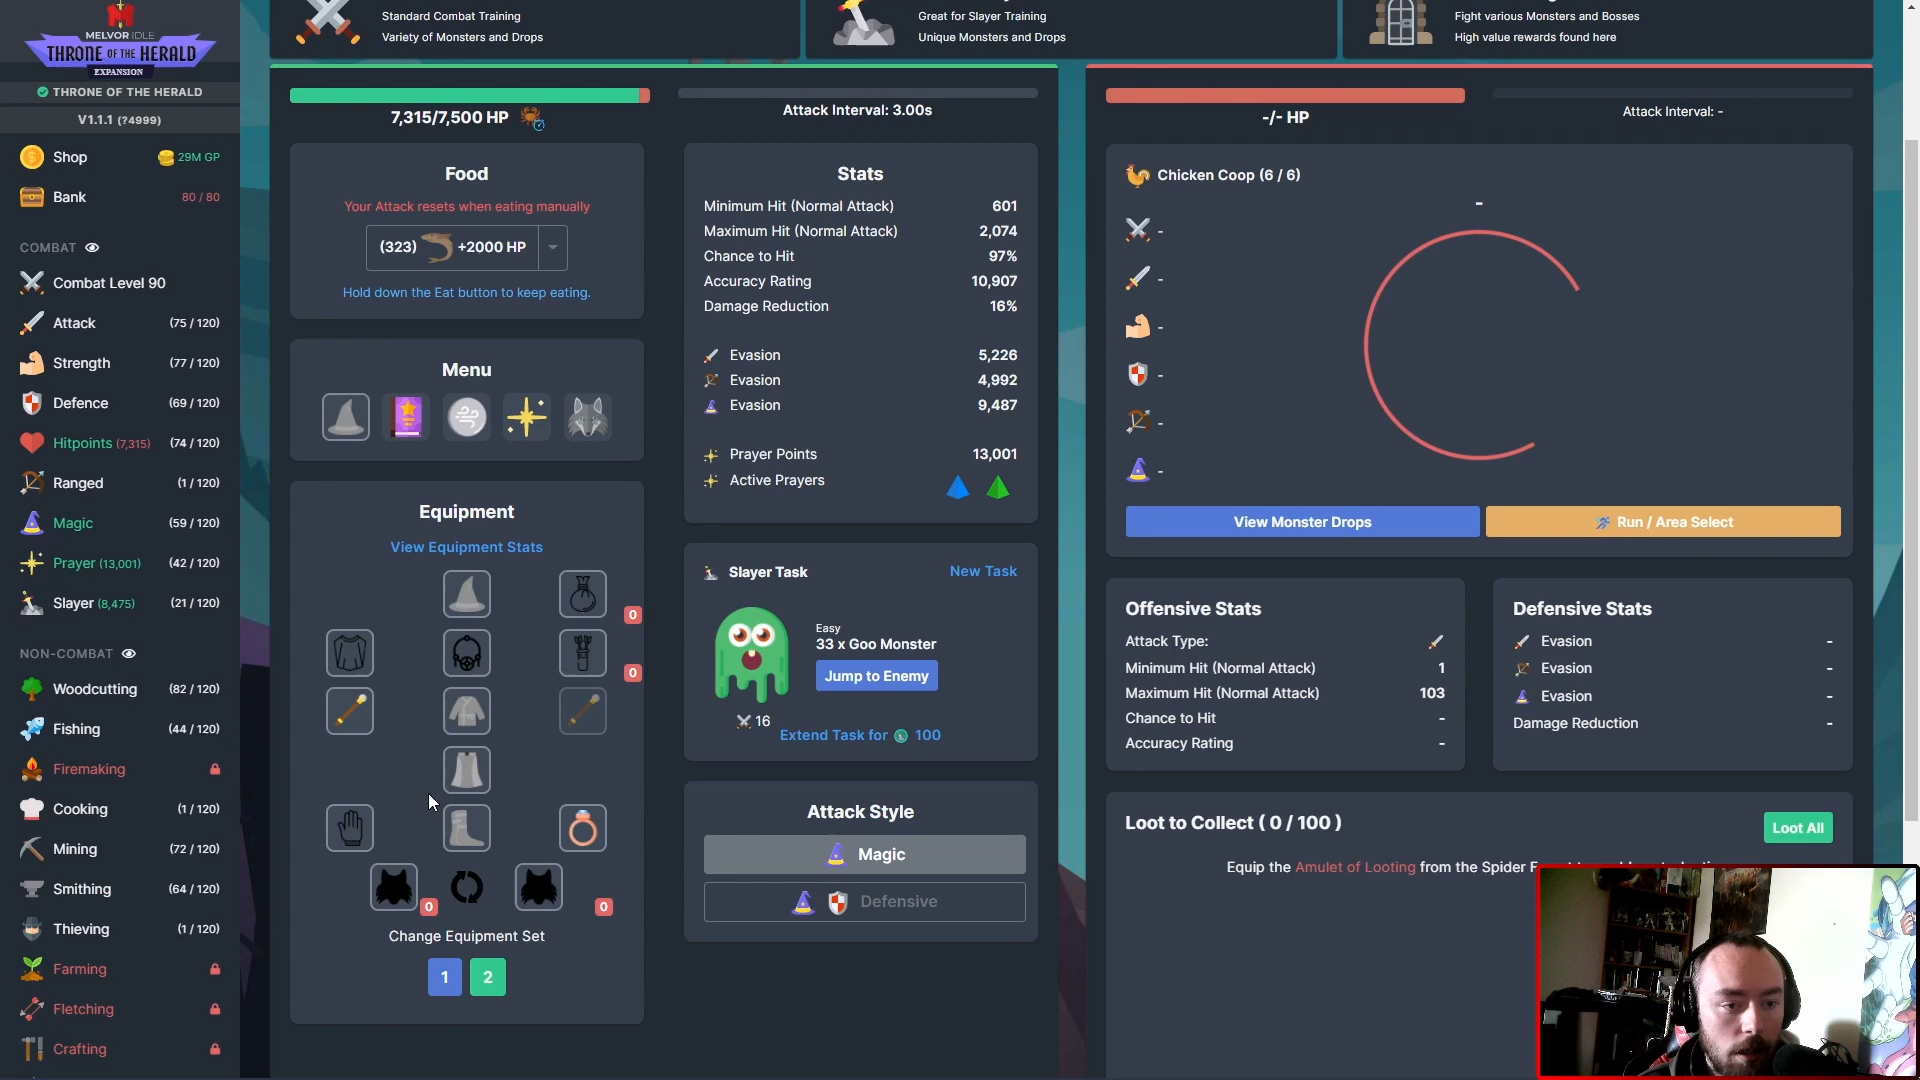 MELVOR IDLE
THRONE OF THE HERALD
EXPANSION
THRONE OF THE HERALD
V1.1.1 (?4999)
Shop
29M GP
Bank
80 / 80
COMBAT
Combat Level 90
Attack
(75 / 120)
Strength
(77 / 120)
Defence
(69 / 120)
Hitpoints (7,315)
(74 / 120)
Ranged
(1 / 120)
Magic
(59 / 120)
Prayer (13,001)
(42 / 120)
Slayer (8,475)
(21 / 120)
NON-COMBAT
Woodcutting
(82 / 120)
Fishing
(44 / 120)
Firemaking
Cooking
(1 / 120)
Mining
(72 / 120)
Smithing
(64 / 120)
Thieving
(1 / 120)
Farming
Fletching
Crafting
Standard Combat Training
Variety of Monsters and Drops
Great for Slayer Training
Unique Monsters and Drops
Fight various Monsters and Bosses
High value rewards found here
7,315/7,500 HP
Attack Interval: 3.00s
Food
Your Attack resets when eating manually
(323) +2000 HP
Hold down the Eat button to keep eating.
Menu
Equipment
View Equipment Stats
0
0
0
0
Change Equipment Set
1
2
Stats
Minimum Hit (Normal Attack)
601
Maximum Hit (Normal Attack)
2,074
Chance to Hit
97%
Accuracy Rating
10,907
Damage Reduction
16%
Evasion
5,226
Evasion
4,992
Evasion
9,487
Prayer Points
13,001
Active Prayers
Slayer Task
New Task
Easy
33 x Goo Monster
Jump to Enemy
16
Extend Task for 100
Attack Style
Magic
Defensive
-/- HP
Attack Interval: -
Chicken Coop (6 / 6)
-
-
-
-
-
-
-
View Monster Drops
Run / Area Select
Offensive Stats
Attack Type:
Minimum Hit (Normal Attack)
1
Maximum Hit (Normal Attack)
103
Chance to Hit
-
Accuracy Rating
-
Defensive Stats
Evasion
-
Evasion
-
Evasion
-
Damage Reduction
-
Loot to Collect ( 0 / 100 )
Loot All
Equip the Amulet of Looting from the Spider